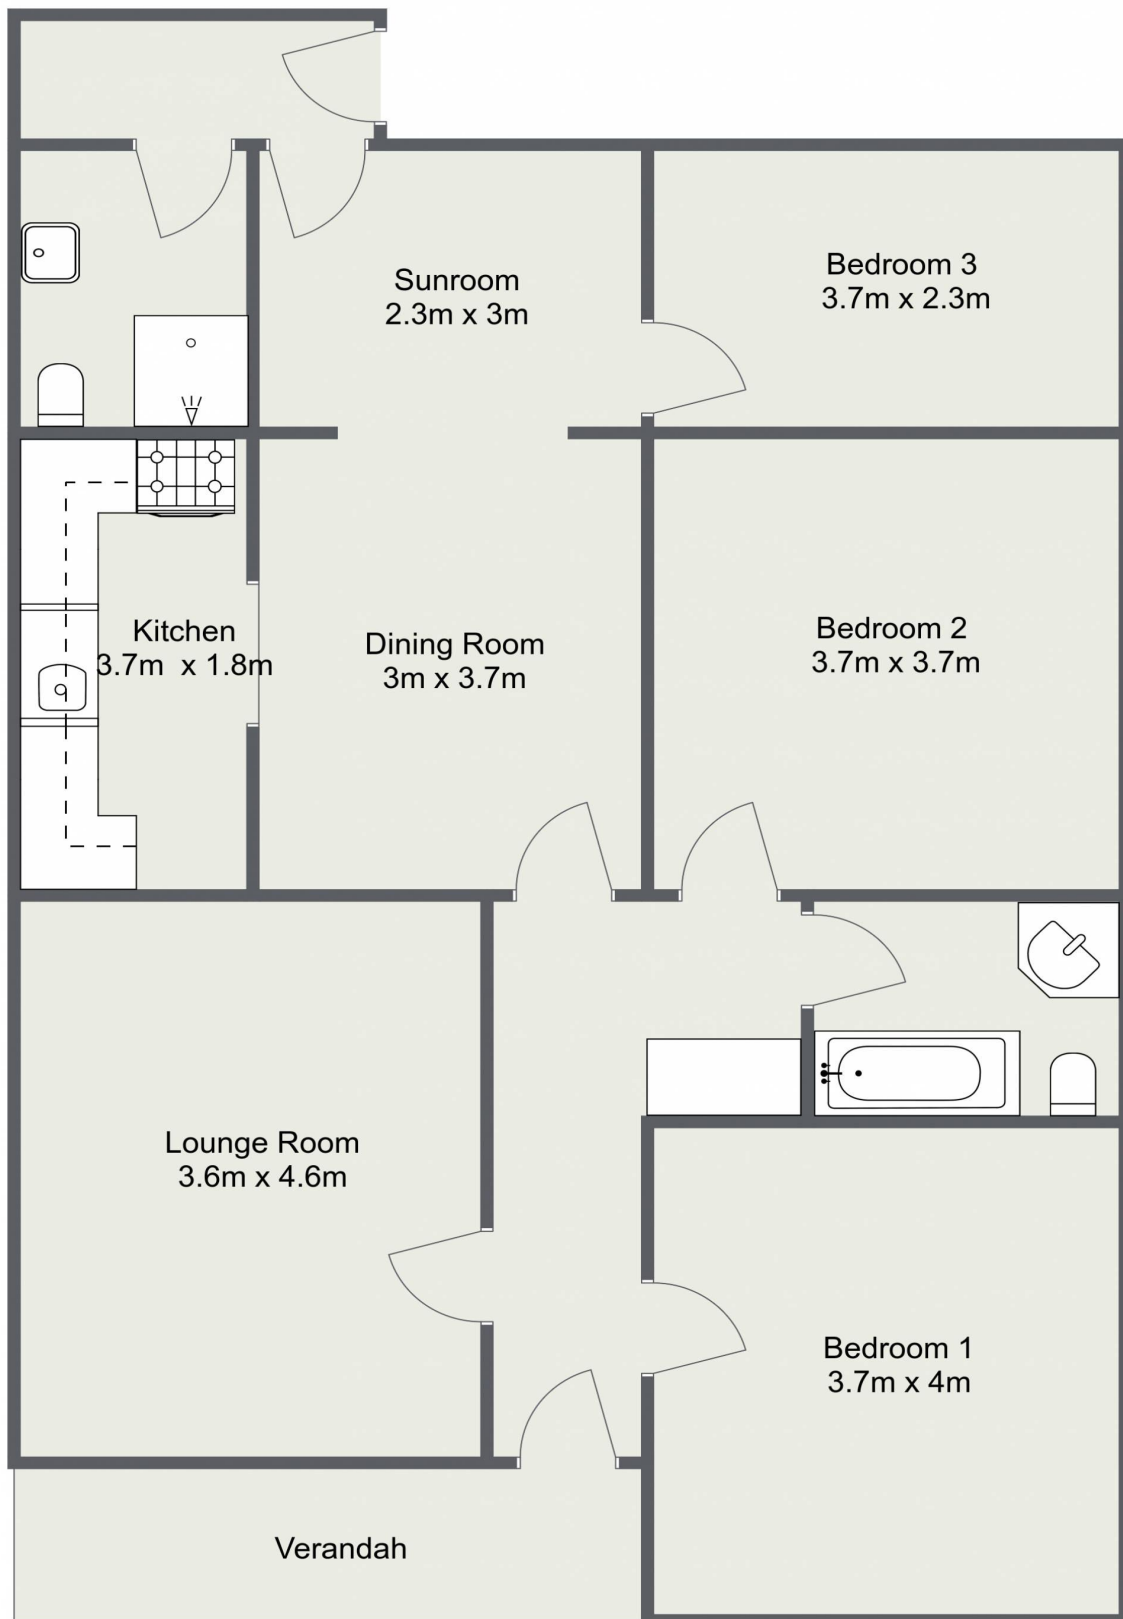 Sunroom
2.3m x 3m
Bedroom 3
3.7m x 2.3m
Kitchen
3.7m  x 1.8m
Dining Room
3m x 3.7m
Bedroom 2
3.7m x 3.7m
Lounge Room
3.6m x 4.6m
Bedroom 1
3.7m x 4m
Verandah